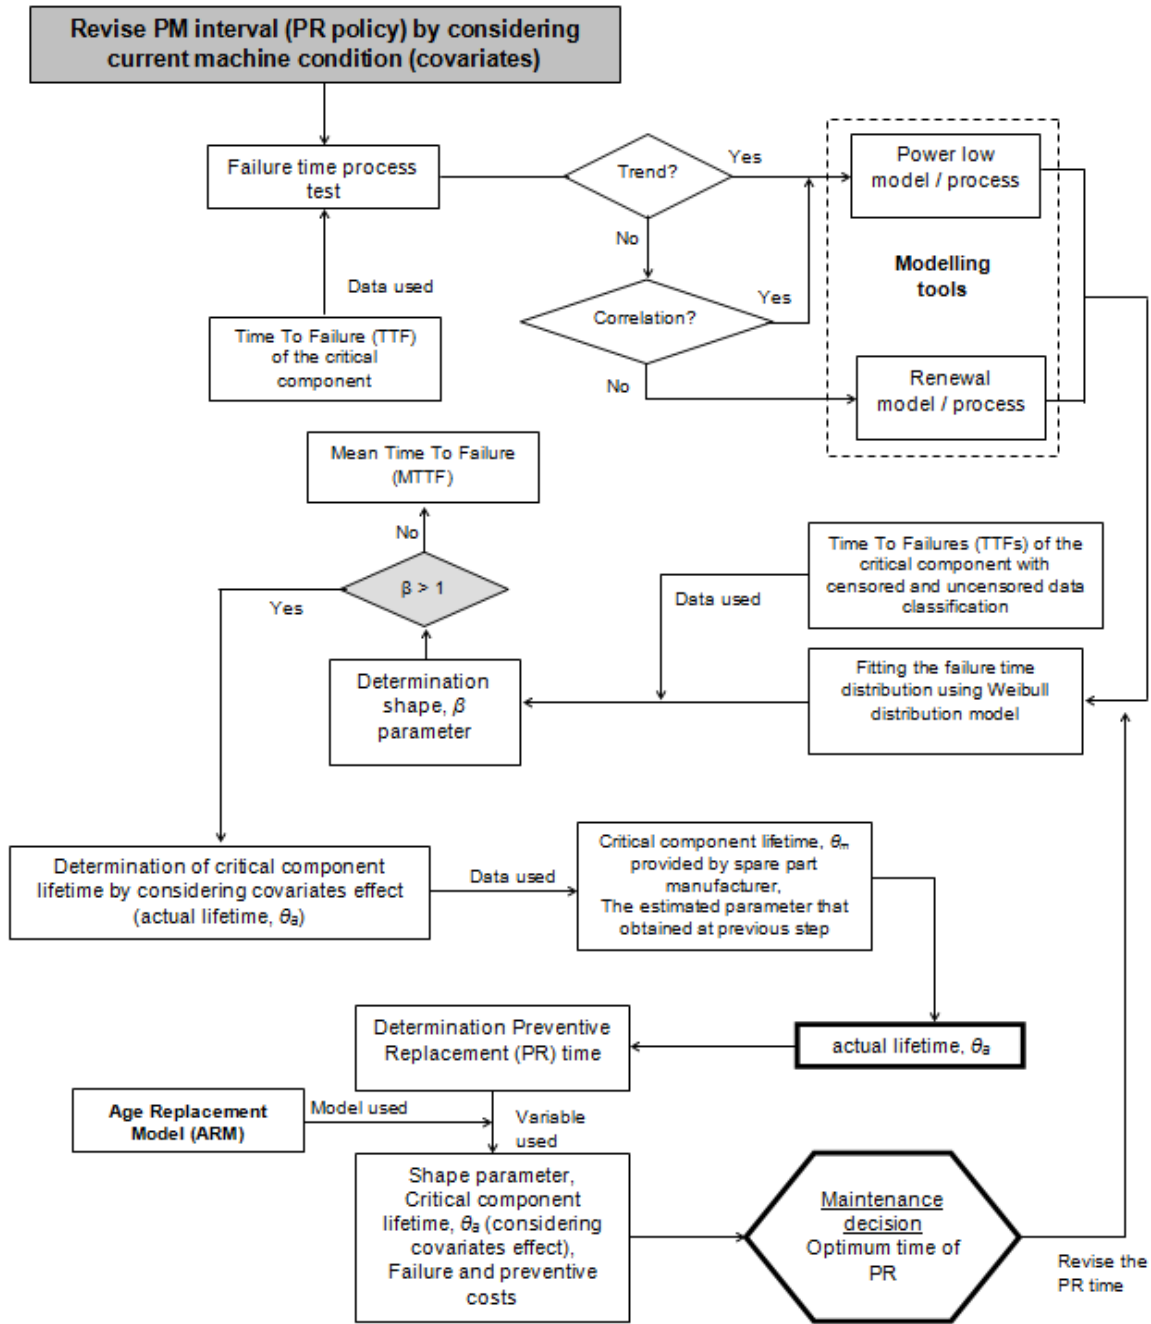 Revise PM interval (PR policy) by considering
current machine condition (covariates)
Failure time process
test
Trend?
Yes
Power low
model / process
No
Modelling
tools
Data used
Correlation?
Yes
Time To Failure (TTF)
of the critical
component
No
Renewal
model / process
Mean Time To Failure
(MTTF)
No
Time To Failures (TTFs) of the
critical component with
censored and uncensored data
classification
β > 1
Yes
Data used
Determination
shape, β
parameter
Fitting the failure time
distribution using Weibull
distribution model
Determination of critical component
lifetime by considering covariates effect
(actual lifetime, θa)
Data used
Critical component lifetime, θm
provided by spare part
manufacturer,
The estimated parameter that
obtained at previous step
Determination Preventive
Replacement (PR) time
actual lifetime, θa
Age Replacement
Model (ARM)
Model used
Variable
used
Shape parameter,
Critical component
lifetime, θa (considering
covariates effect),
Failure and preventive
costs
Maintenance
decision
Optimum time of
PR
Revise the
PR time